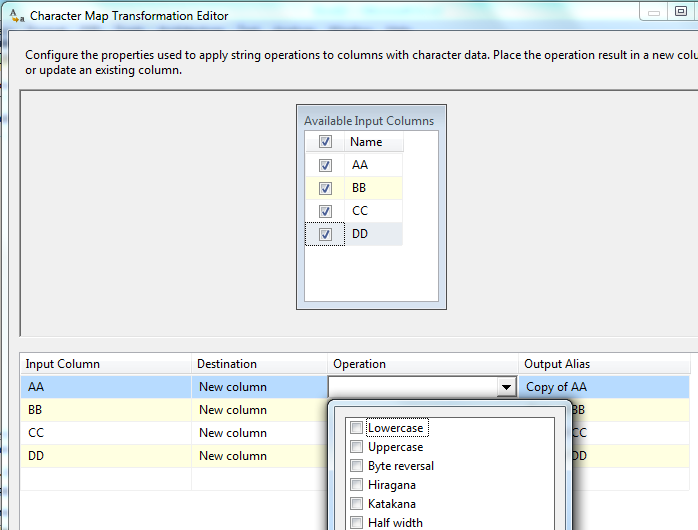 Character Map Transformation Editor
Configure the properties used to apply string operations to columns with character data. Place the operation result in a new colu
or update an existing column.
Available Input Columns
Name
AA
BB
CC
DD
Input Column Destination Operation Output Alias
AA New column Copy of AA
BB New column BB
CC New column CC
DD New column DD
Lowercase
Uppercase
Byte reversal
Hiragana
Katakana
Half width